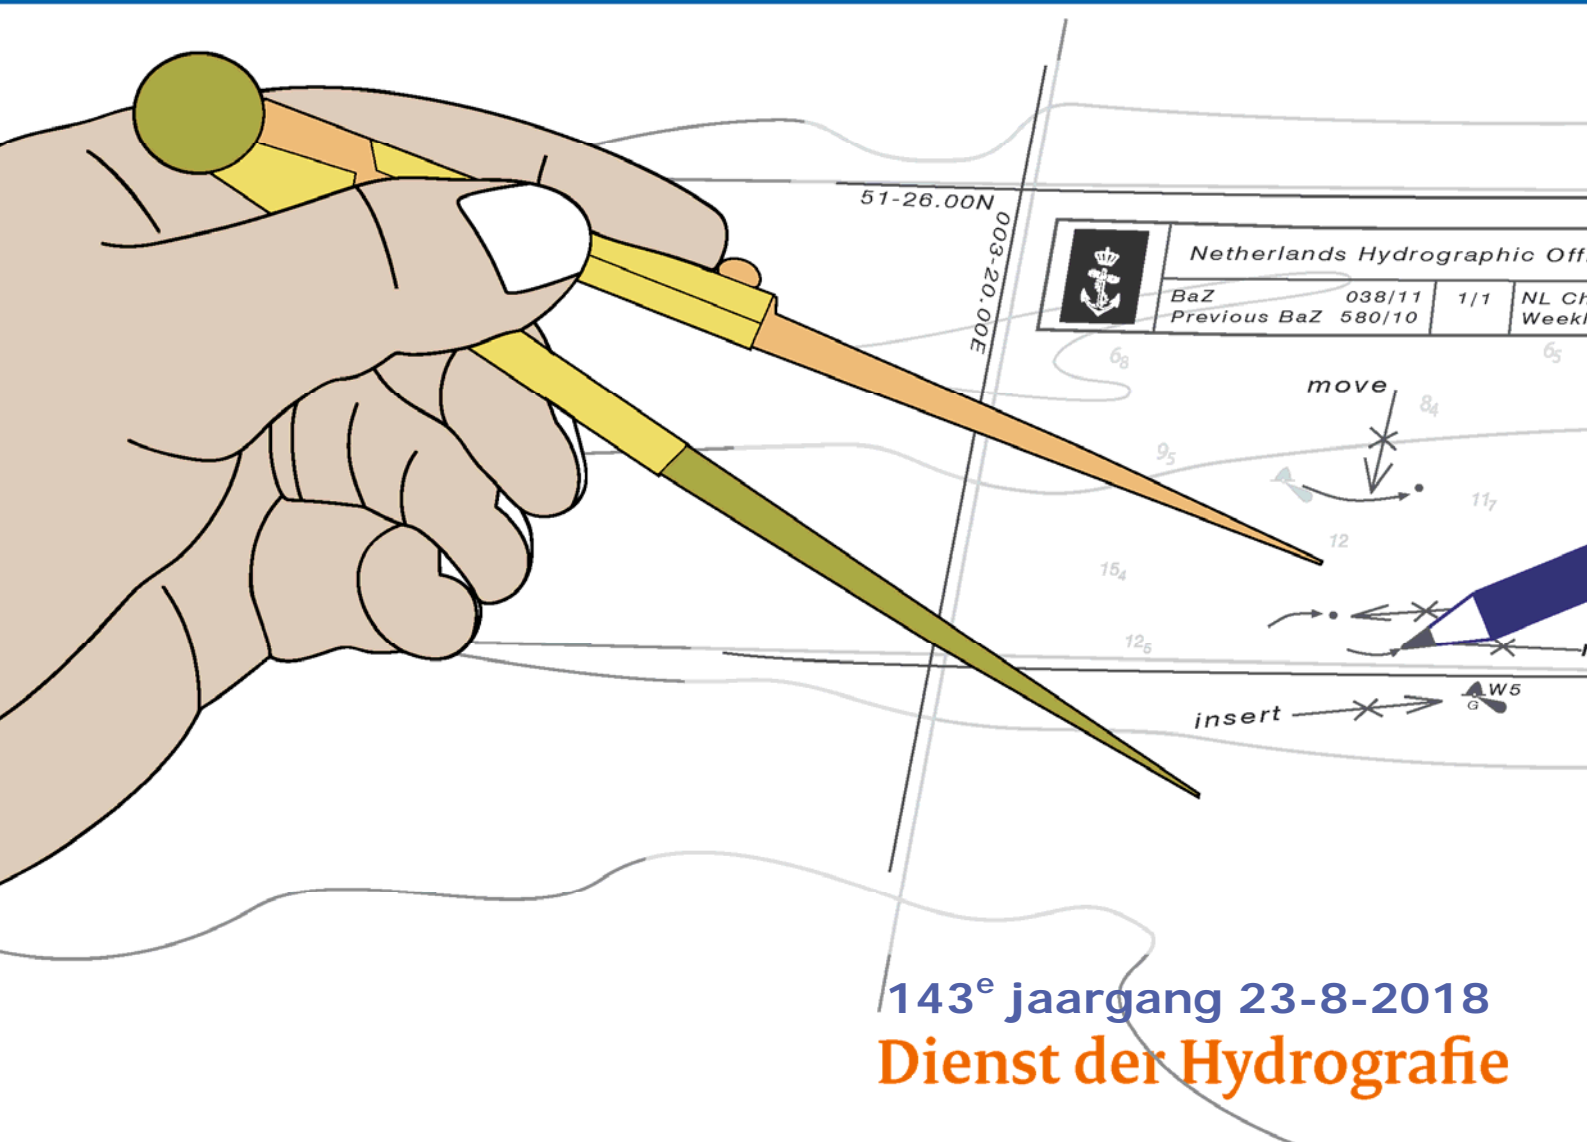 51-26.00N
003-20.00E
Netherlands Hydrographic Off
BaZ 038/11 1/1 NL Ch
Previous BaZ 580/10 Weekl
6₈ 6₅
move
8₄
9₅
11₇
12
15₄
12₆
insert W5
G
143e jaargang 23-8-2018
Dienst der Hydrografie